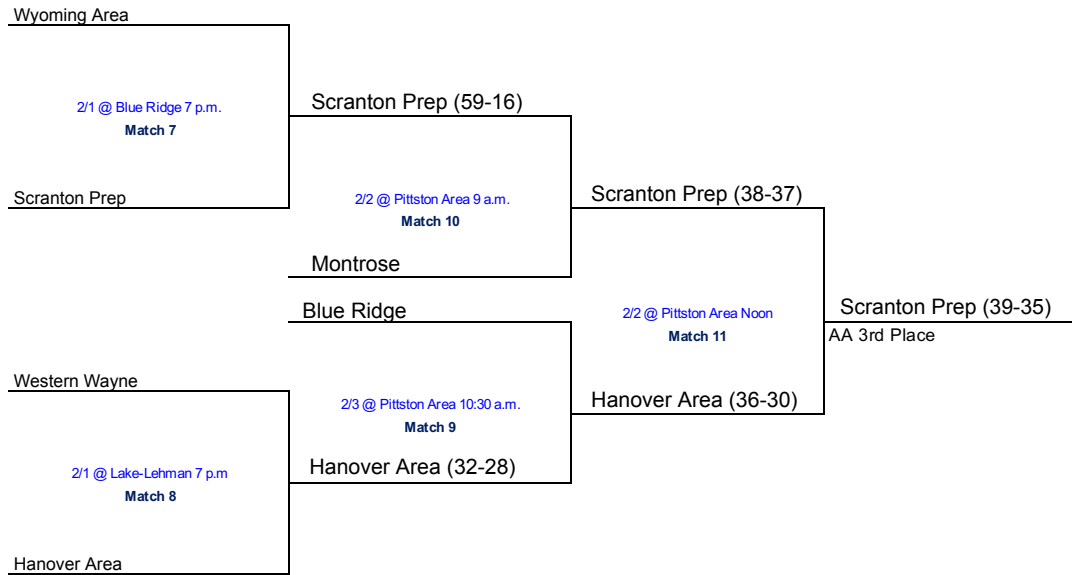 Wyoming Area
2/1 @ Blue Ridge 7 p.m.
Match 7
Scranton Prep (59-16)
Scranton Prep
2/2 @ Pittston Area 9 a.m.
Match 10
Scranton Prep (38-37)
Montrose
Blue Ridge
2/2 @ Pittston Area Noon
Match 11
Scranton Prep (39-35)
AA 3rd Place
Western Wayne
2/3 @ Pittston Area 10:30 a.m.
Match 9
Hanover Area (36-30)
2/1 @ Lake-Lehman 7 p.m
Match 8
Hanover Area (32-28)
Hanover Area